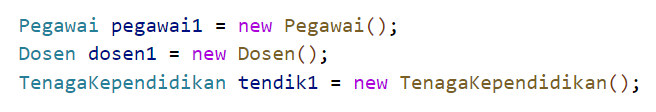 Pegawai pegawai1 = new Pegawai();
Dosen dosen1 = new Dosen();
TenagaKependidikan tendik1 = new TenagaKependidikan();